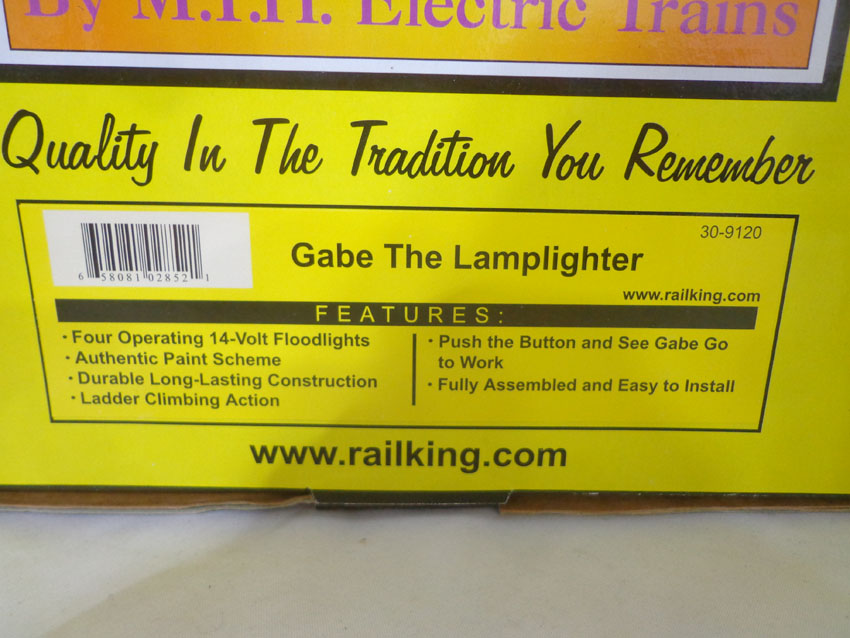 By M.T.H. Electric Trains
Quality In The Tradition You Remember
30-9120
6 58081 02852 1
Gabe The Lamplighter
www.railking.com
FEATURES:
· Four Operating 14-Volt Floodlights
· Authentic Paint Scheme
· Durable Long-Lasting Construction
· Ladder Climbing Action
· Push the Button and See Gabe Go
to Work
· Fully Assembled and Easy to Install
www.railking.com